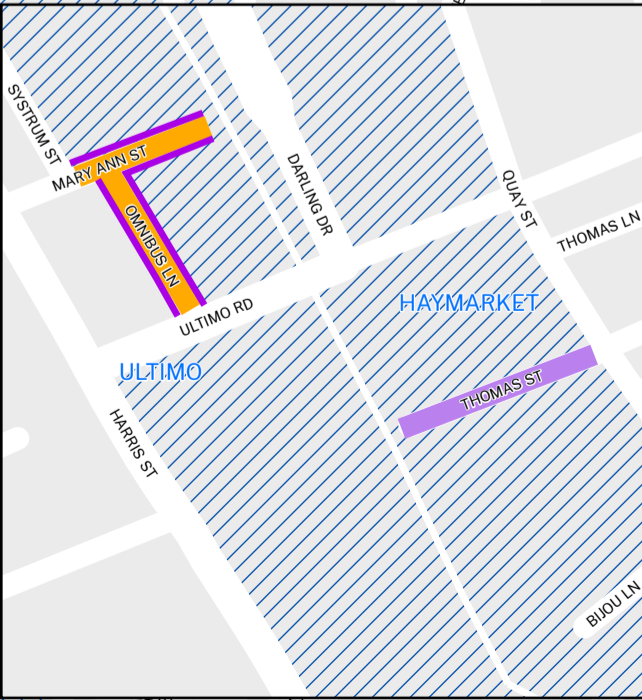 SYSTRUM ST
MARY ANN ST
DARLING DR
QUAY ST
OMNIBUS LN
THOMAS LN
ULTIMO RD
HAYMARKET
ULTIMO
THOMAS ST
HARRIS ST
BIJOU LN